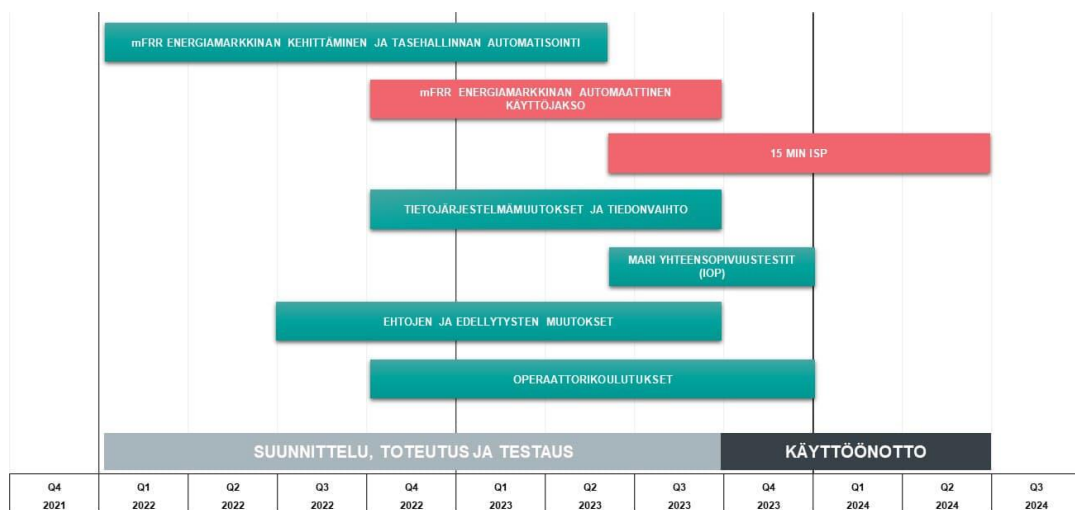 mFRR ENERGIAMARKKINAN KEHITTÄMINEN JA TASEHALLINNAN AUTOMATISOINTI
mFRR ENERGIAMARKKINAN AUTOMAATTINEN
KÄYTTÖJAKSO
15 MIN ISP
TIETOJÄRJESTELMÄMUUTOKSET JA TIEDONVAIHTO
MARI YHTEENSOPIVUUSTESTIT
(IOP)
EHTOJEN JA EDELLYTYSTEN MUUTOKSET
OPERAATTORIKOULUTUKSET
SUUNNITTELU, TOTEUTUS JA TESTAUS KÄYTTÖÖNOTTO
Q4 Q1 Q2 Q3 Q4 Q1 Q2 Q3 Q4 Q1 Q2 Q3
2021 2022 2022 2022 2022 2023 2023 2023 2023 2024 2024 2024